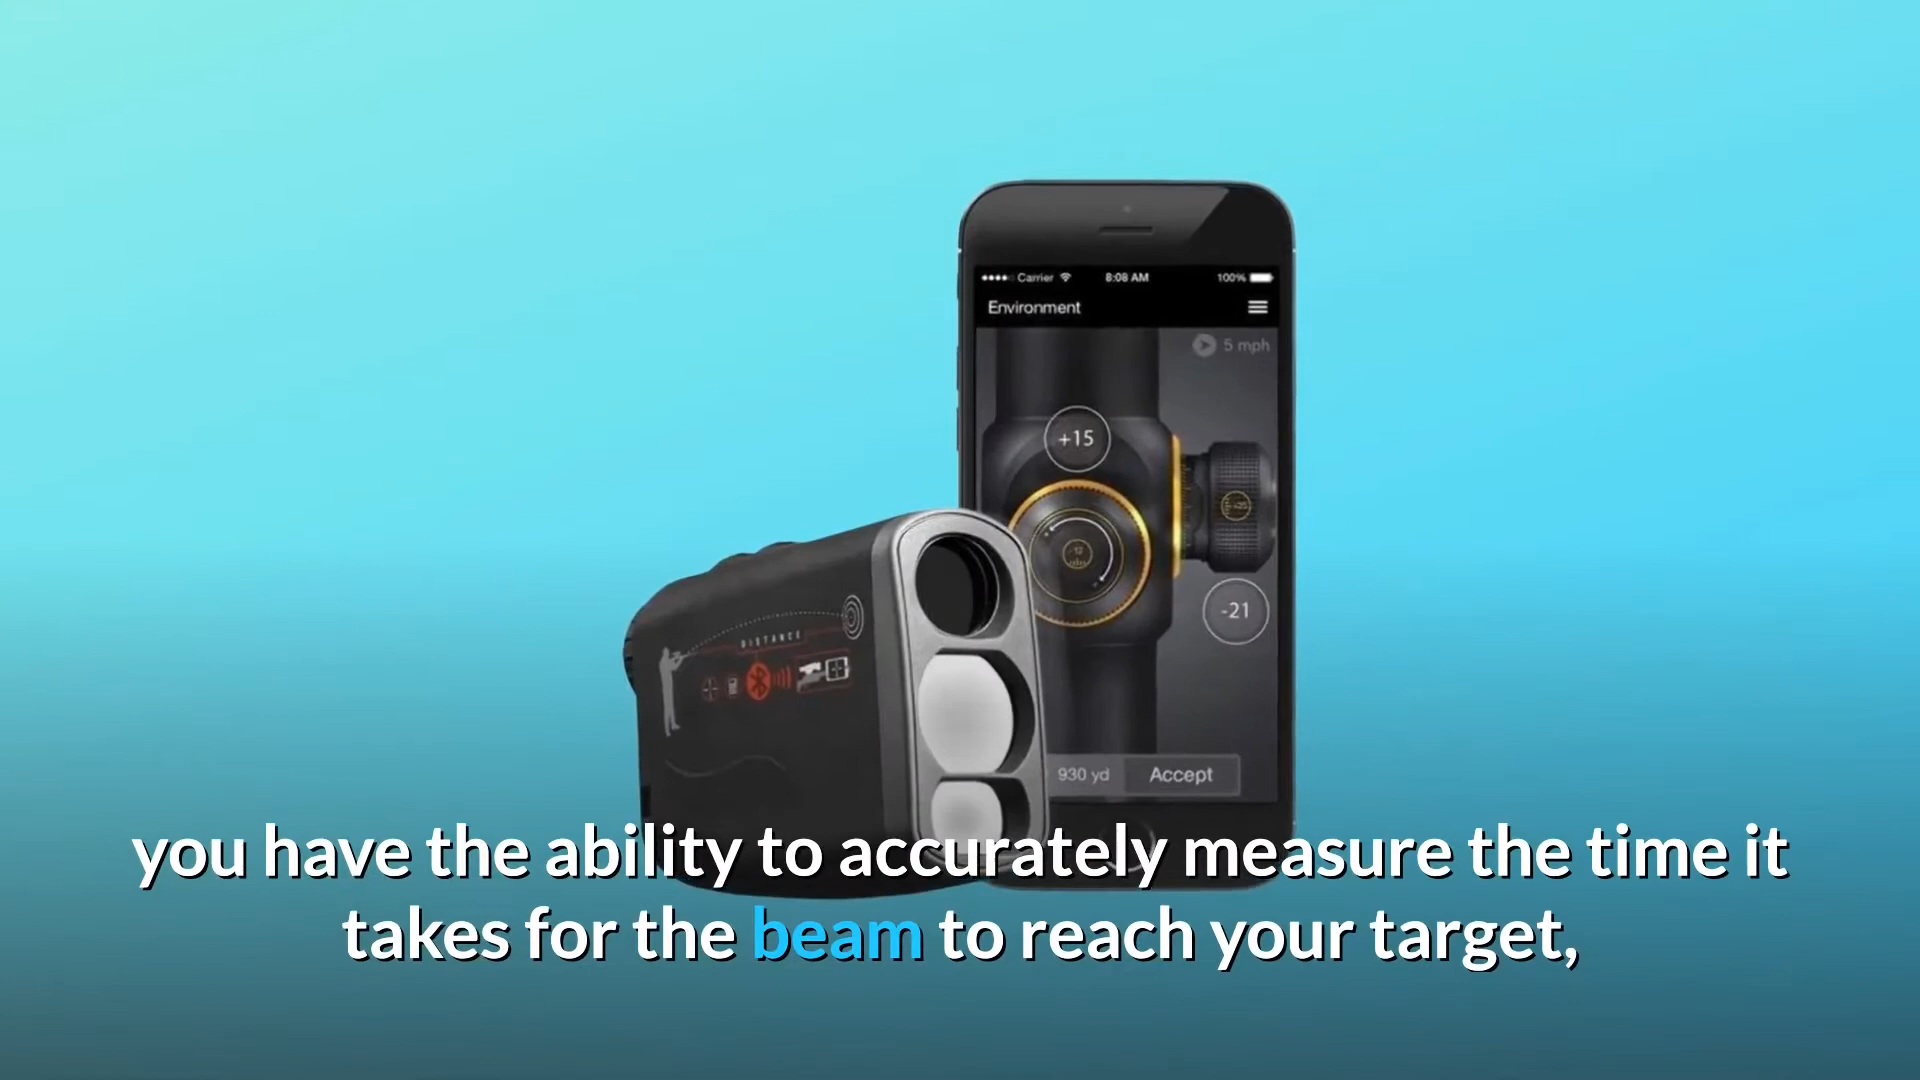 Carrier 8:08 AM 100%
Environment
5 mph
+15
-21
-12
DISTANCE
930 yd Accept
you have the ability to accurately measure the time it
takes for the beam to reach your target,